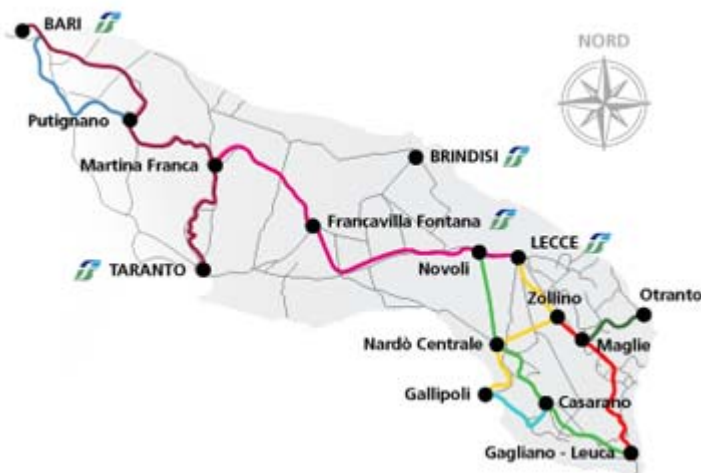 BARI
NORD
Putignano
Martina Franca
BRINDISI
Francavilla Fontana
TARANTO
LECCE
Novoli
Zollino
Otranto
Nardò Centrale
Maglie
Gallipoli
Casarano
Gagliano - Leuca